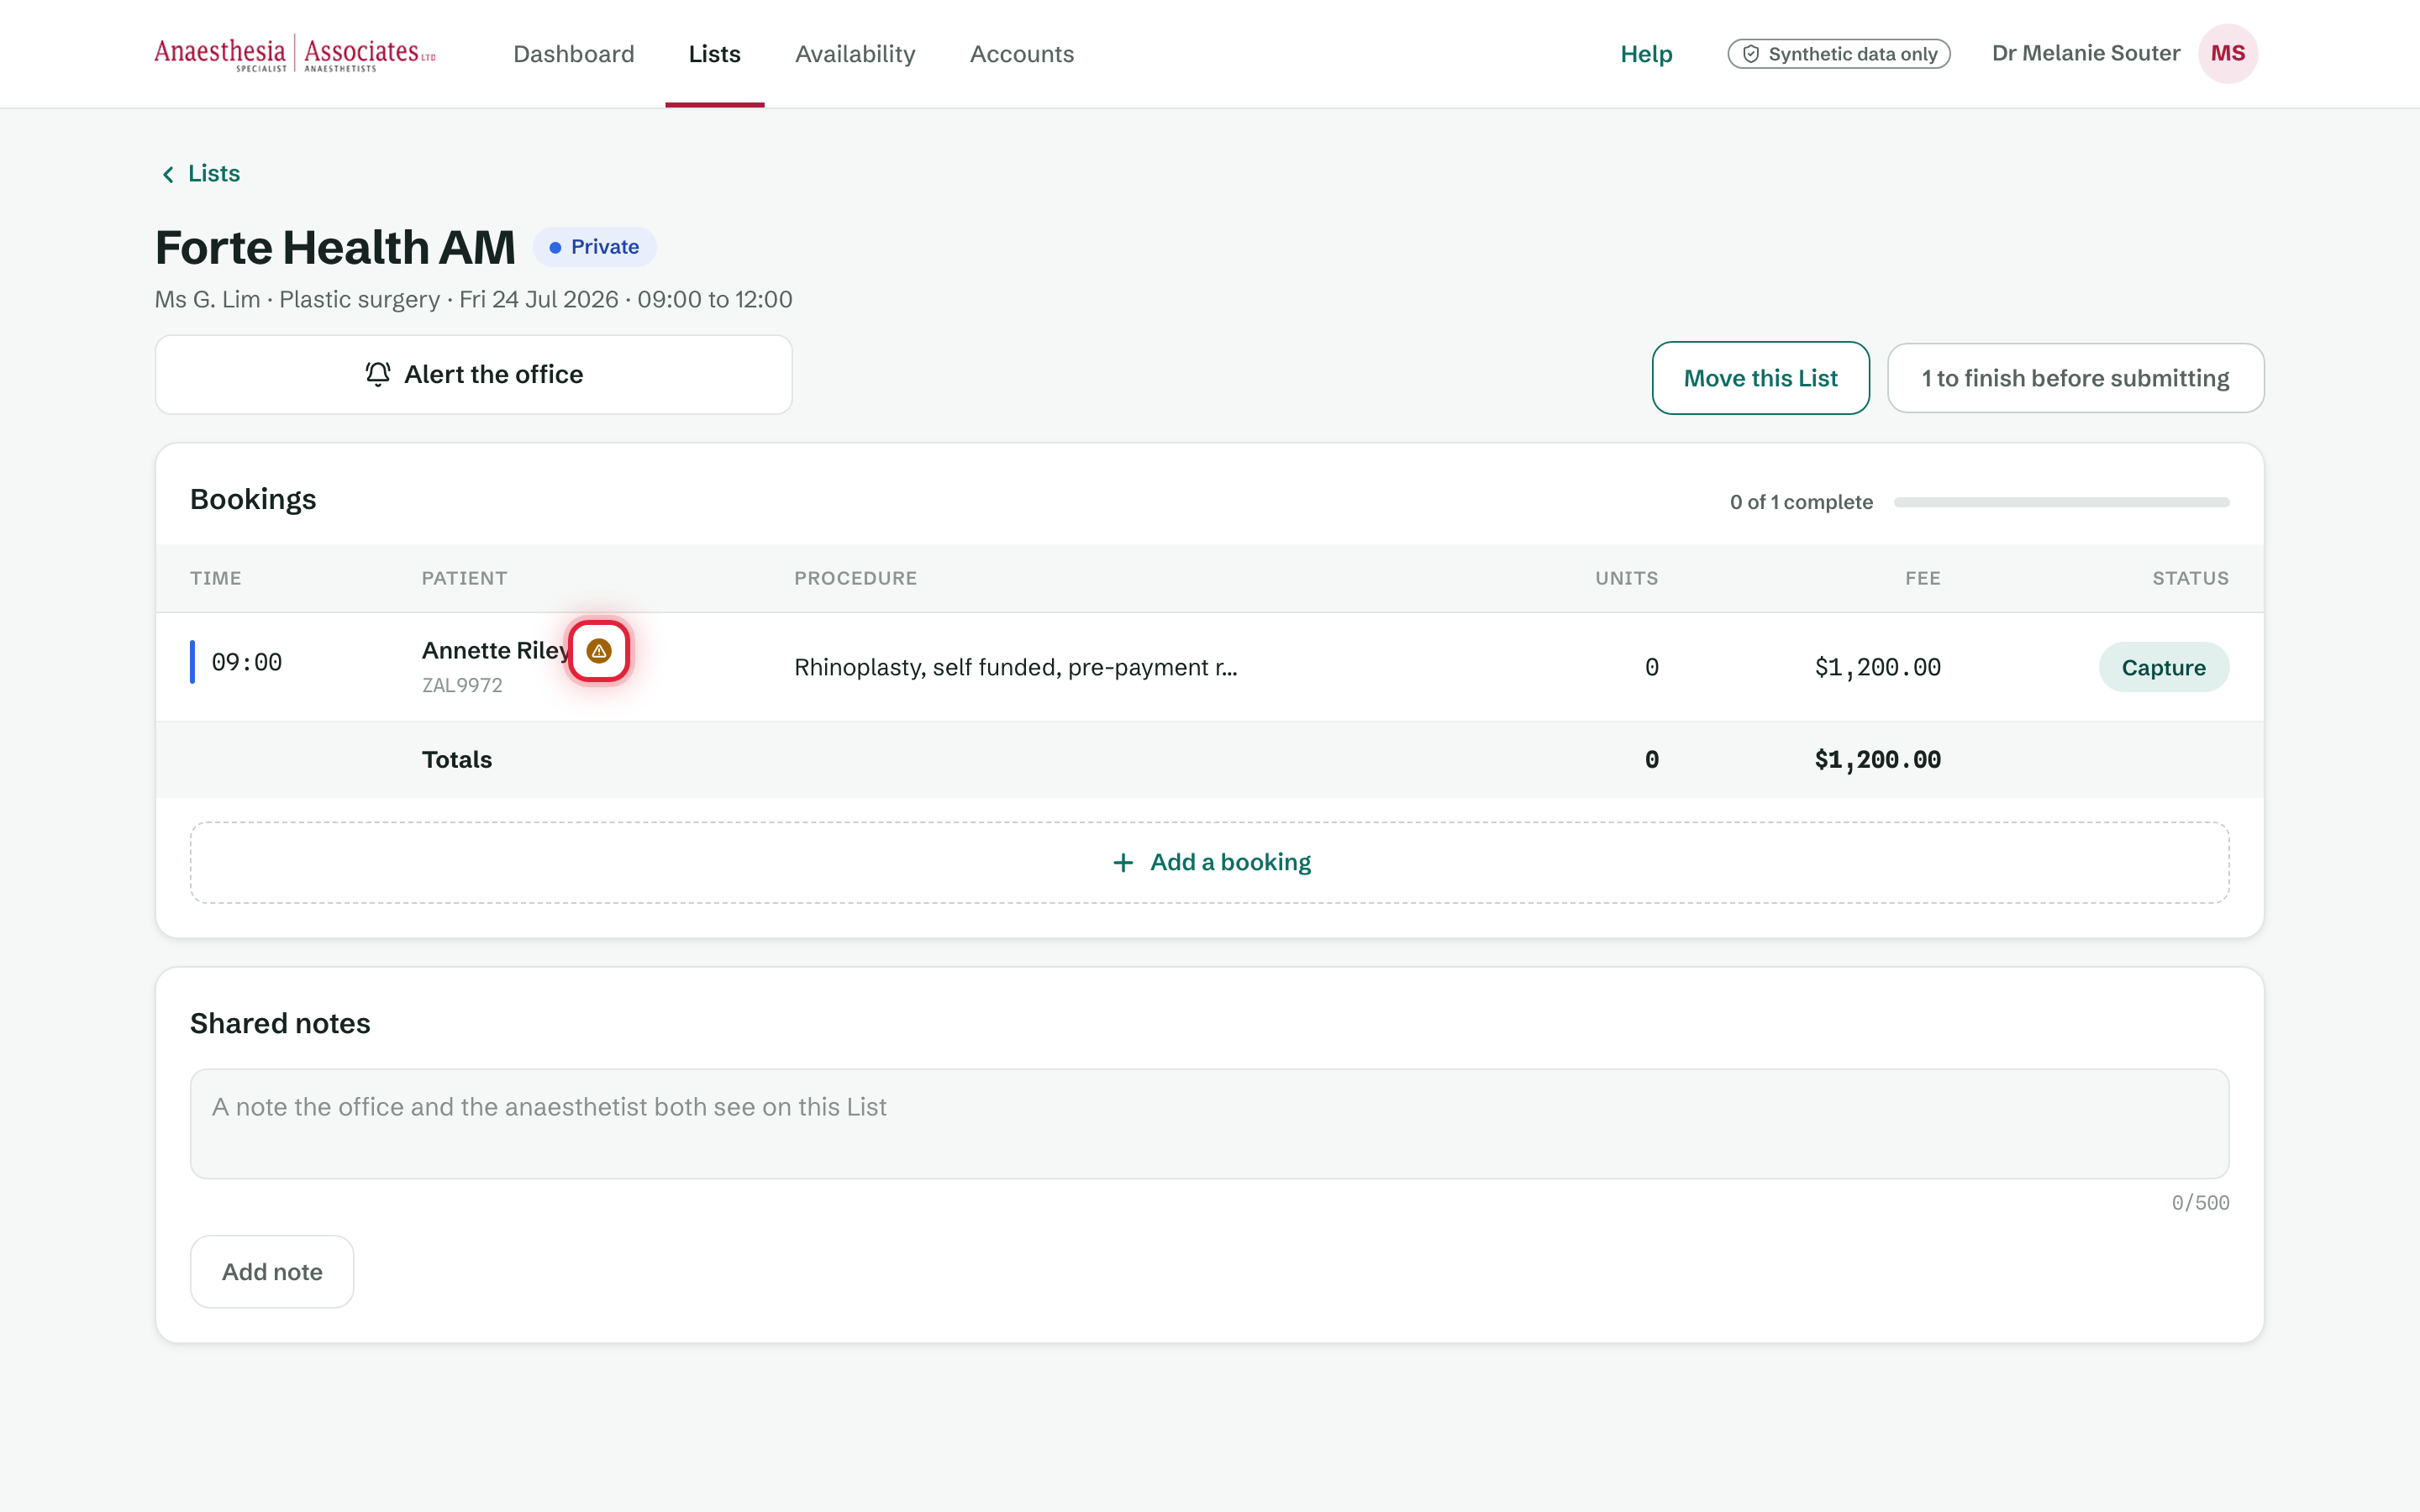 Anaesthesia Associates LTD
SPECIALIST ANAESTHETISTS
Dashboard
Lists
Availability
Accounts
Help
Synthetic data only
Dr Melanie Souter
MS
Lists
Forte Health AM
Private
Ms G. Lim · Plastic surgery · Fri 24 Jul 2026 · 09:00 to 12:00
Alert the office
Move this List
1 to finish before submitting
Bookings
0 of 1 complete
TIME PATIENT PROCEDURE UNITS FEE STATUS
09:00 Annette Riley Rhinoplasty, self funded, pre-payment r... 0 $1,200.00 Capture
ZAL9972
Totals 0 $1,200.00
+ Add a booking
Shared notes
A note the office and the anaesthetist both see on this List
0/500
Add note